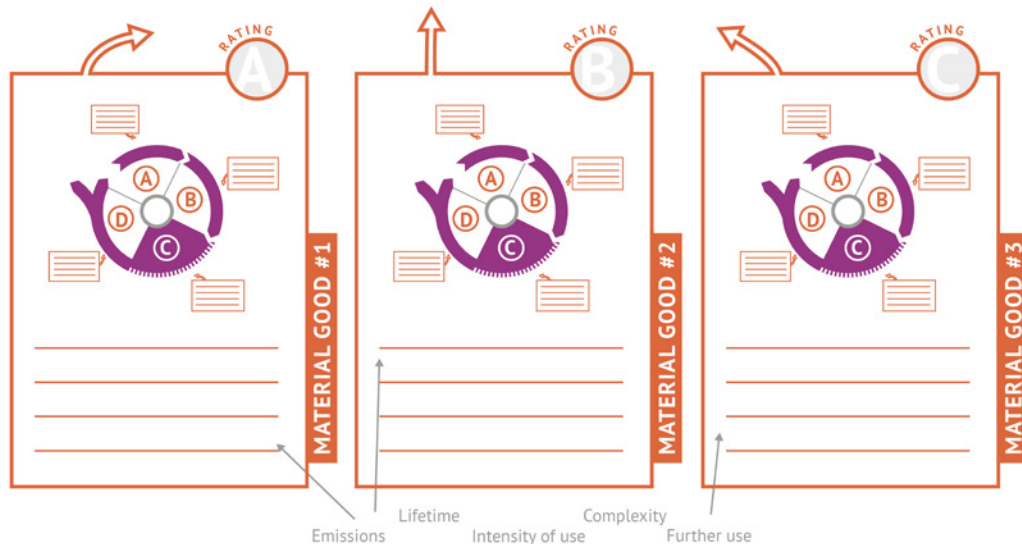 RATING
A
RATING
B
RATING
C
A
B
C
D
MATERIAL GOOD #1
A
B
C
D
MATERIAL GOOD #2
A
B
C
D
MATERIAL GOOD #3
Lifetime
Complexity
Emissions
Intensity of use
Further use